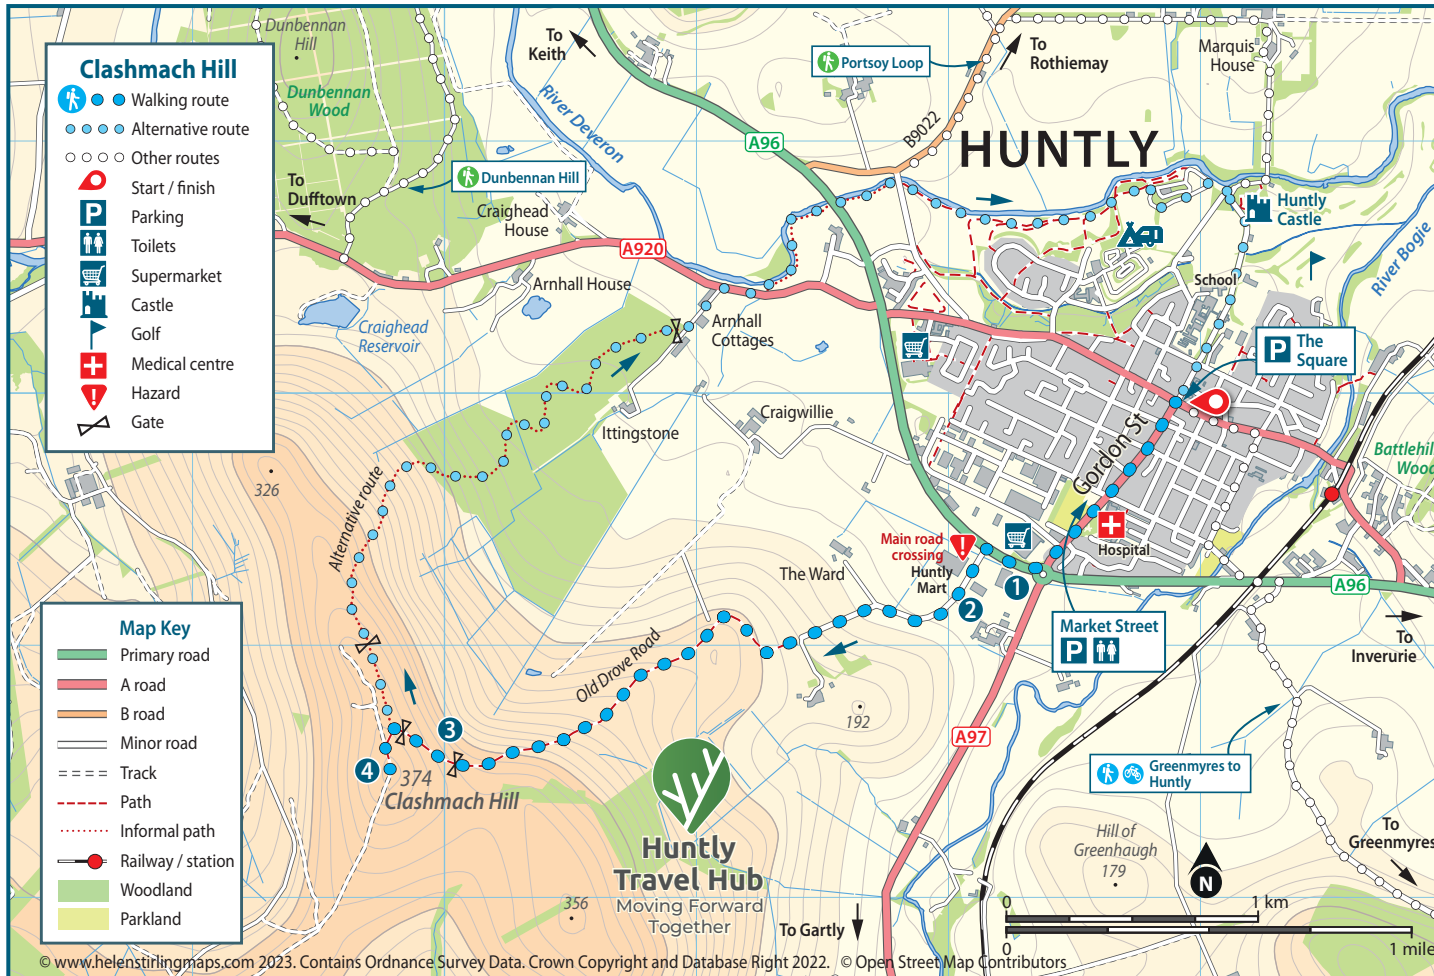 Clashmach Hill
Walking route
Alternative route
Other routes
Start / finish
P
Parking
Toilets
Supermarket
Castle
Golf
Medical centre
Hazard
Gate
Map Key
Primary road
A road
B road
Minor road
Track
Path
Informal path
Railway / station
Woodland
Parkland
Dunbennan
Hill
Dunbennan
Wood
To
Dufftown
Dunbennan Hill
To
Keith
River Deveron
A96
Portsoy Loop
B9022
To
Rothiemay
Marquis
House
HUNTLY
Huntly
Castle
River Bogie
Craighead
House
A920
Arnhall House
Craighead
Reservoir
Arnhall
Cottages
School
P
The
Square
Ittingstone
Craigwillie
Gordon St
Battlehill
Wood
326
Alternative route
Main road
crossing
Huntly
Mart
Hospital
The Ward
1
2
A96
Market Street
P
To
Inverurie
Old Drove Road
192
3
4
374
Clashmach Hill
A97
Greenmyres to
Huntly
Huntly
Travel Hub
Moving Forward
Together
356
Hill of
Greenhaugh
179
To
Greenmyres
N
To Gartly
0
1 km
0
1 mile
© www.helenstirlingmaps.com 2023. Contains Ordnance Survey Data. Crown Copyright and Database Right 2022. © Open Street Map Contributors